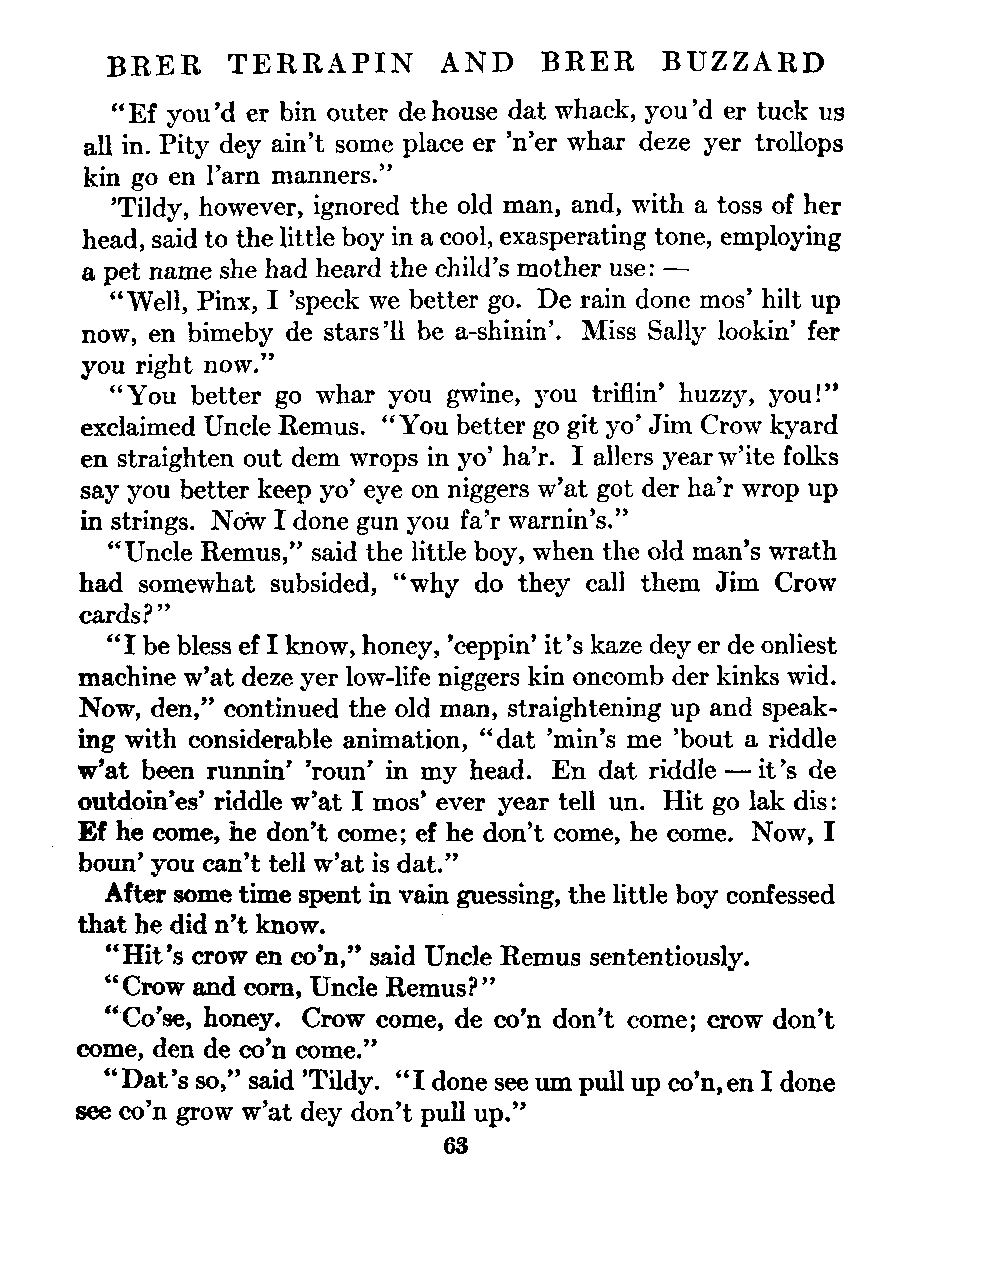 BRER TERRAPIN AND BRER BUZZARD
“Ef you’d er bin outer de house dat whack, you’d er tuck us
all in. Pity dey ain’t some place er ’n’er whar deze yer trollops
kin go en l’arn manners.”
’Tildy, however, ignored the old man, and, with a toss of her
head, said to the little boy in a cool, exasperating tone, employing
a pet name she had heard the child’s mother use: —
“Well, Pinx, I ’speck we better go. De rain done mos’ hilt up
now, en bimeby de stars’ll be a-shinin’. Miss Sally lookin’ fer
you right now.”
“You better go whar you gwine, you triflin’ huzzy, you!”
exclaimed Uncle Remus. “You better go git yo’ Jim Crow kyard
en straighten out dem wrops in yo’ ha’r. I allers year w’ite folks
say you better keep yo’ eye on niggers w’at got der ha’r wrop up
in strings. Now I done gun you fa’r warnin’s.”
“Uncle Remus,” said the little boy, when the old man’s wrath
had somewhat subsided, “why do they call them Jim Crow
cards?”
“I be bless ef I know, honey, ’ceppin’ it’s kaze dey er de onliest
machine w’at deze yer low-life niggers kin oncomb der kinks wid.
Now, den,” continued the old man, straightening up and speak-
ing with considerable animation, “dat ’min’s me ’bout a riddle
w’at been runnin’ ’roun’ in my head. En dat riddle — it’s de
outdoin’es’ riddle w’at I mos’ ever year tell un. Hit go lak dis:
Ef he come, he don’t come; ef he don’t come, he come. Now, I
boun’ you can’t tell w’at is dat.”
After some time spent in vain guessing, the little boy confessed
that he did n’t know.
“Hit’s crow en co’n,” said Uncle Remus sententiously.
“Crow and corn, Uncle Remus?”
“Co’se, honey. Crow come, de co’n don’t come; crow don’t
come, den de co’n come.”
“Dat’s so,” said ’Tildy. “I done see um pull up co’n, en I done
see co’n grow w’at dey don’t pull up.”
63